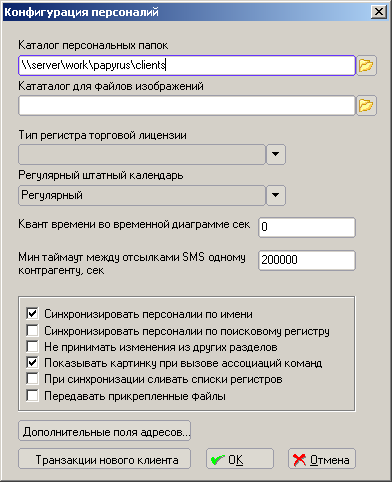 Конфигурация персоналий
Каталог персональных папок
\\server\work\papyrus\clients
Кататалог для файлов изображений
Тип регистра торговой лицензии
Регулярный штатный календарь
Регулярный
Квант времени во временной диаграмме сек
0
Мин таймаут между отсылками SMS одному
контрагенту, сек
200000
Синхронизировать персоналии по имени
Синхронизировать персоналии по поисковому регистру
Не принимать изменения из других разделов
Показывать картинку при вызове ассоциаций команд
При синхронизации сливать списки регистров
Передавать прикрепленные файлы
Дополнительные поля адресов...
Транзакции нового клиента
OK
Отмена